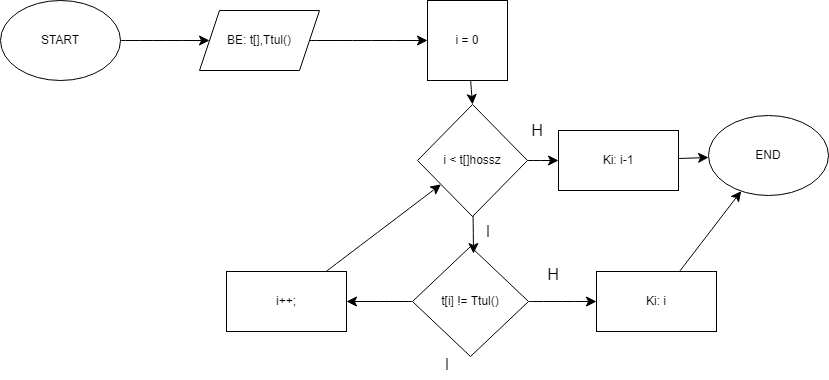 START
BE: t[],Ttul()
i = 0
H
i < t[]hossz
Ki: i-1
END
I
H
i++;
t[i] != Ttul()
Ki: i
I